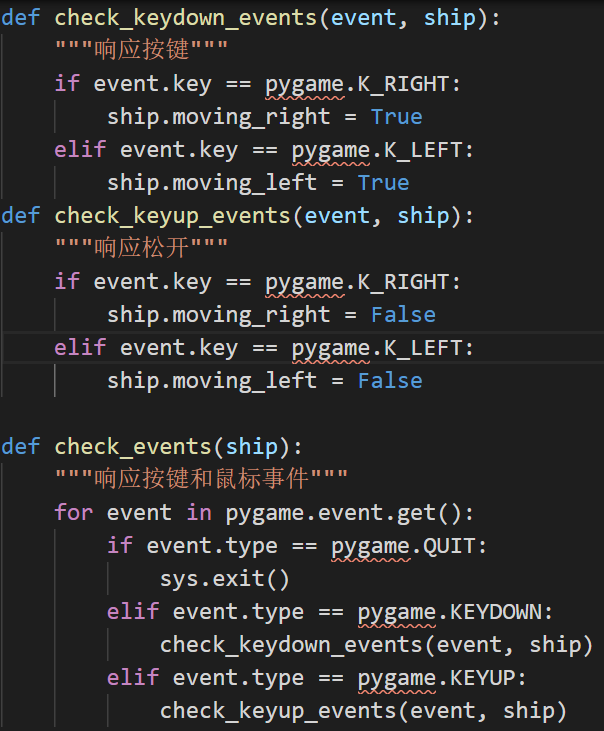 def check_keydown_events(event, ship):
    """响应按键"""
    if event.key == pygame.K_RIGHT:
        ship.moving_right = True
    elif event.key == pygame.K_LEFT:
        ship.moving_left = True
def check_keyup_events(event, ship):
    """响应松开"""
    if event.key == pygame.K_RIGHT:
        ship.moving_right = False
    elif event.key == pygame.K_LEFT:
        ship.moving_left = False

def check_events(ship):
    """响应按键和鼠标事件"""
    for event in pygame.event.get():
        if event.type == pygame.QUIT:
            sys.exit()
        elif event.type == pygame.KEYDOWN:
            check_keydown_events(event, ship)
        elif event.type == pygame.KEYUP:
            check_keyup_events(event, ship)